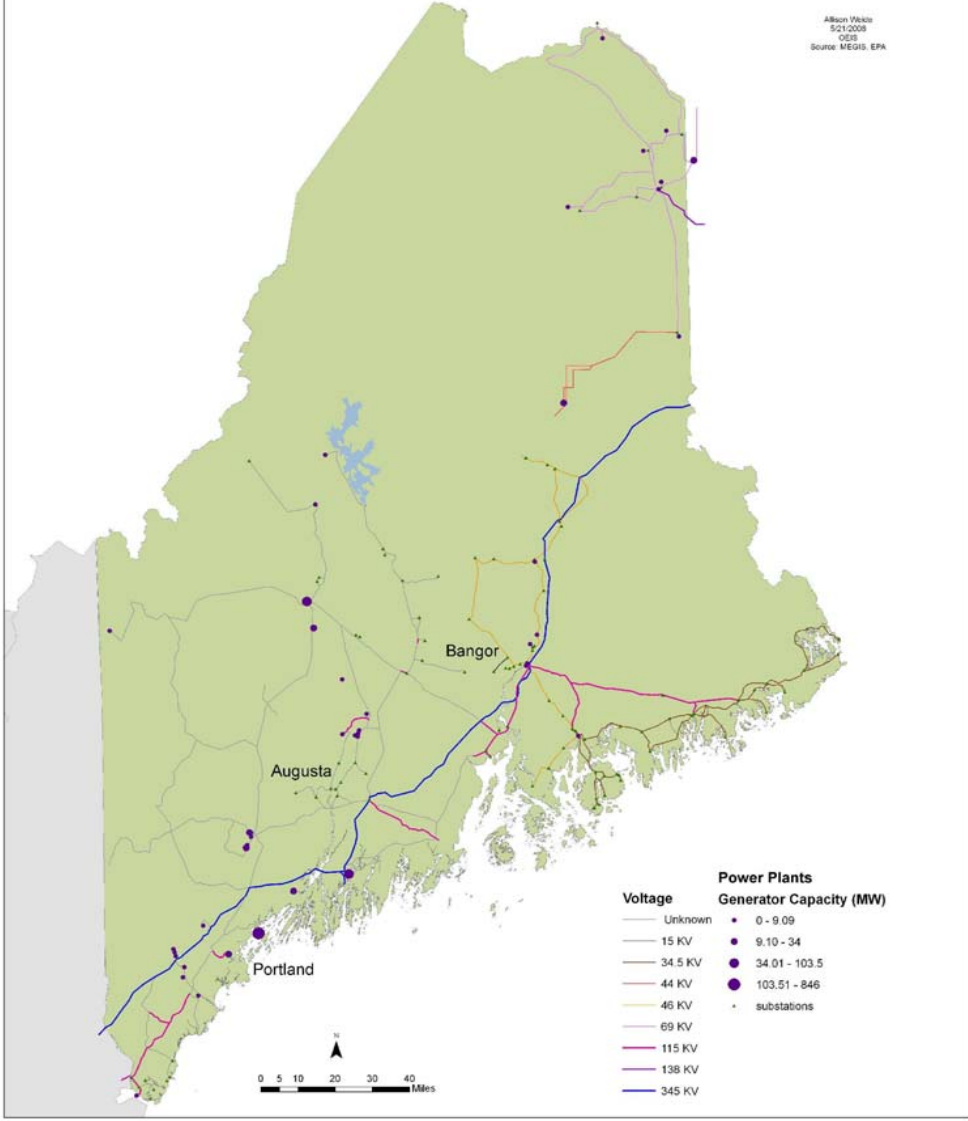 Allison Weide
5/21/2008
OEIS
Source: MEGIS, EPA
Bangor
Augusta
Portland
N
0 5 10 20 30 40
Miles
Voltage
Unknown
15 KV
34.5 KV
44 KV
46 KV
69 KV
115 KV
138 KV
345 KV
Power Plants
Generator Capacity (MW)
0 - 9.09
9.10 - 34
34.01 - 103.5
103.51 - 846
substations